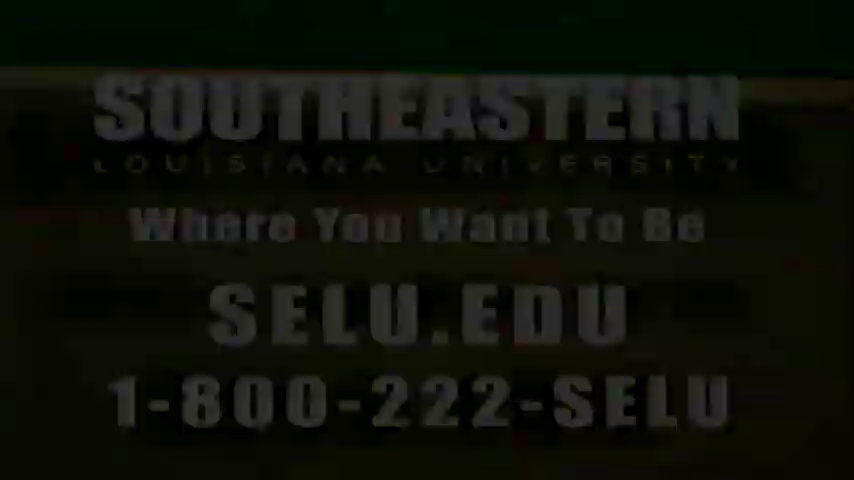 SOUTHEASTERN
LOUISIANA UNIVERSITY
Where You Want To Be
SELU.EDU
1-800-222-SELU